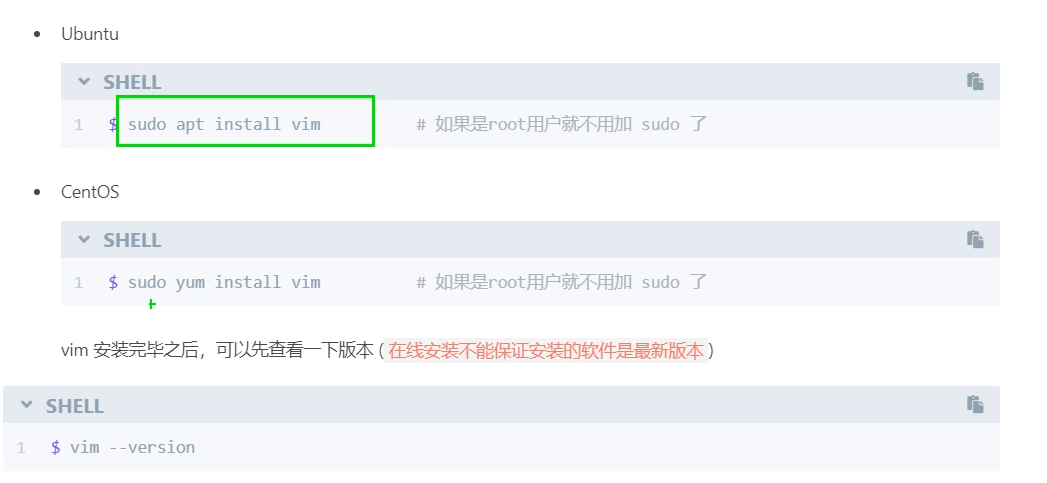 Ubuntu
SHELL
1 $ sudo apt install vim # 如果是root用户就不用加 sudo 了
CentOS
SHELL
1 $ sudo yum install vim # 如果是root用户就不用加 sudo 了
vim 安装完毕之后，可以先查看一下版本 (在线安装不能保证安装的软件是最新版本)
SHELL
1 $ vim --version